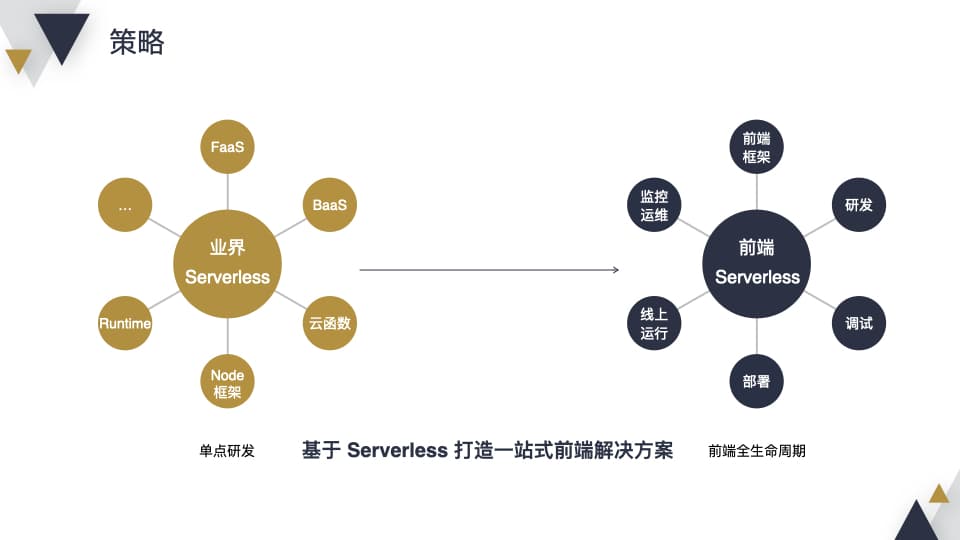 策略
FaaS
...
BaaS
业界
Serverless
Runtime
云函数
Node
框架
单点研发
基于 Serverless 打造一站式前端解决方案
前端
框架
监控
运维
研发
前端
Serverless
线上
运行
调试
部署
前端全生命周期